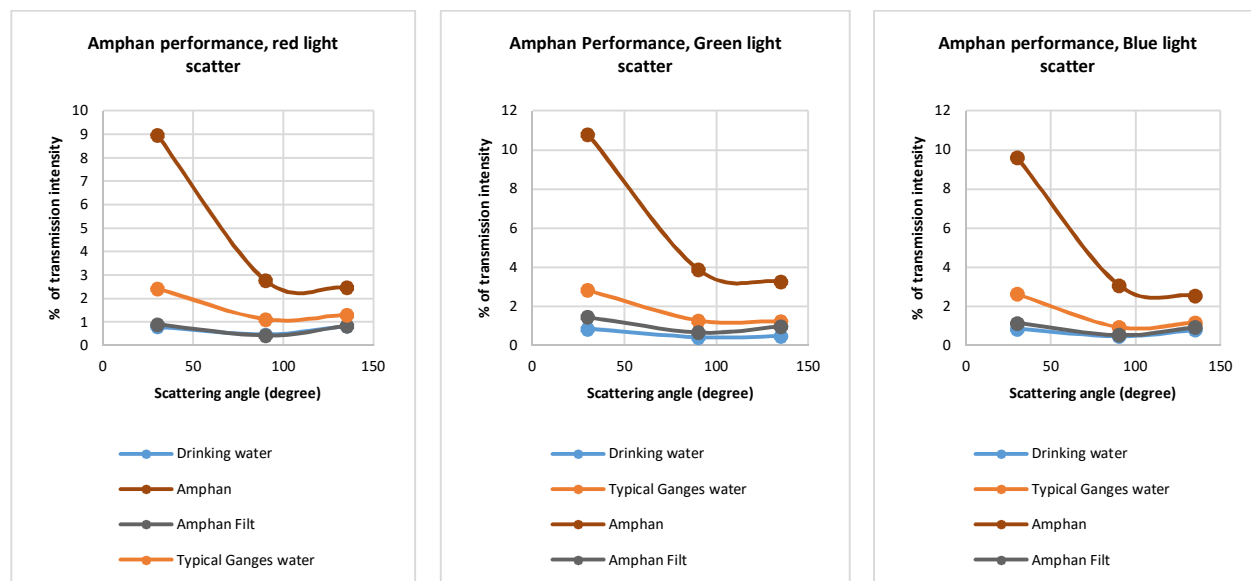 Amphan performance, red light
scatter
% of transmission intensity
10
9
8
7
6
5
4
3
2
1
0
0 50 100 150
Scattering angle (degree)
Drinking water
Amphan
Amphan Filt
Typical Ganges water
Amphan Performance, Green light
scatter
% of transmission intensity
12
10
8
6
4
2
0
0 50 100 150
Scattering angle (degree)
Drinking water
Typical Ganges water
Amphan
Amphan Filt
Amphan performance, Blue light
scatter
% of transmission intensity
12
10
8
6
4
2
0
0 50 100 150
Scattering angle (degree)
Drinking water
Typical Ganges water
Amphan
Amphan Filt